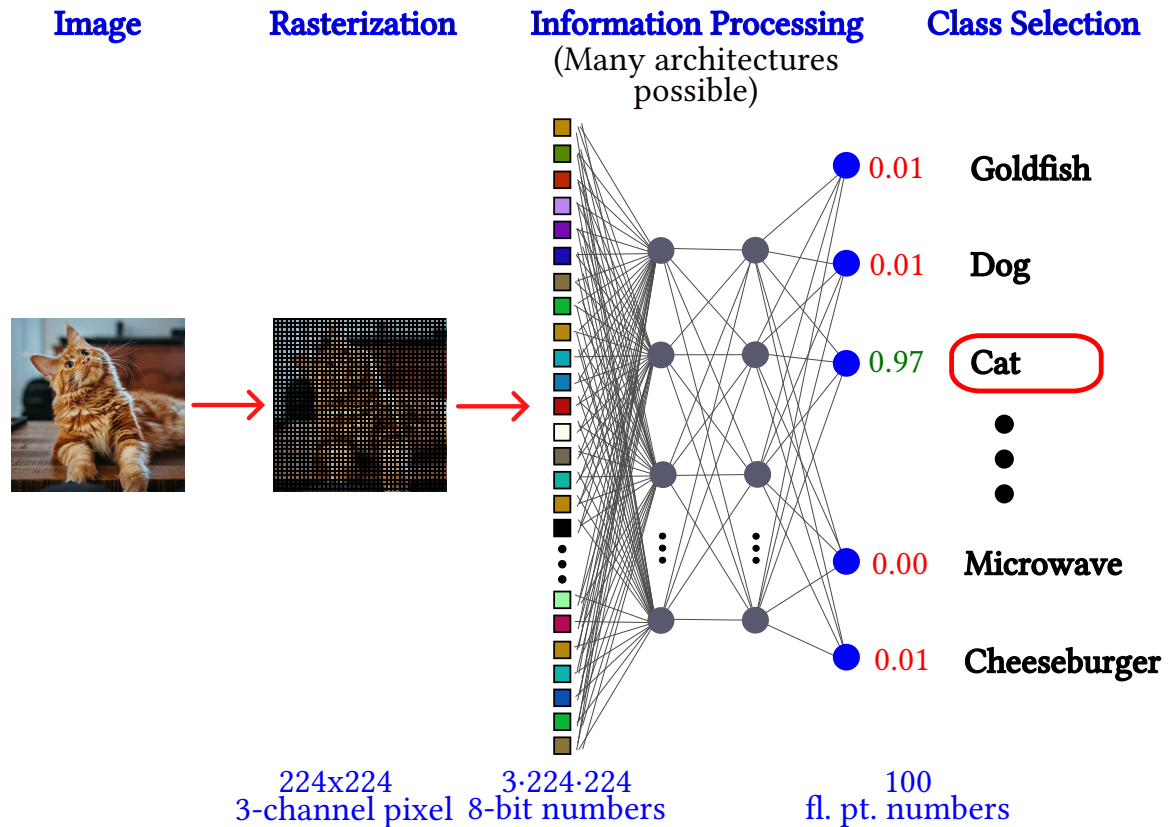 Image
Rasterization
Information Processing
(Many architectures
possible)
Class Selection
0.01 Goldfish
0.01 Dog
0.97 Cat
0.00 Microwave
0.01 Cheeseburger
224x224
3-channel pixel
3·224·224
8-bit numbers
100
fl. pt. numbers